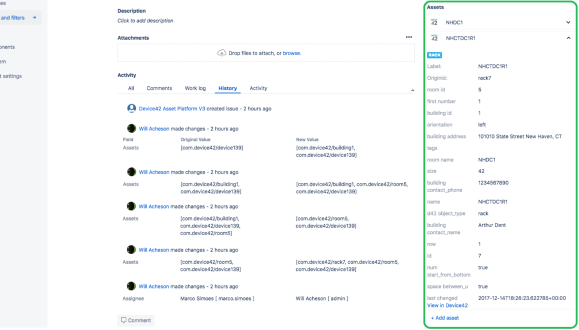 es
and filters →
onents
em
t settings
Description
Click to add description
Attachments
•••
Drop files to attach, or browse.
Activity
All Comments Work log History Activity
Device42 Asset Platform V3 created issue - 2 hours ago
Will Acheson made changes - 2 hours ago
Field Original Value New Value
Assets [com.device42/device139] [com.device42/building1,
com.device42/device139]
Will Acheson made changes - 2 hours ago
Assets [com.device42/building1, [com.device42/building1, com.device42/room5,
com.device42/device139] com.device42/device139]
Will Acheson made changes - 2 hours ago
Assets [com.device42/building1, [com.device42/room5,
com.device42/device139, com.device42/device139]
com.device42/room5]
Will Acheson made changes - 2 hours ago
Assets [com.device42/room5, [com.device42/rack7, com.device42/room5,
com.device42/device139] com.device42/device139]
Will Acheson made changes - 2 hours ago
Assignee Marco Simoes [ marco.simoes ] Will Acheson [ admin ]
Comment
Assets
42 NHDC1
42 NHCTDC1R1
RACK
Label: NHCTDC1R1
OriginId: rack7
room id 5
first number 1
building id 1
orientation left
building address 101010 State Street New Haven, CT
tags
room name NHDC1
size 42
building 1234567890
contact_phone
name NHCTDC1R1
d42 object_type rack
building Arthur Dent
contact_name
row 1
id 7
num true
start_from_bottom
space between_u true
last changed 2017-12-14T18:26:23.622785+00:00
View in Device42
+ Add asset